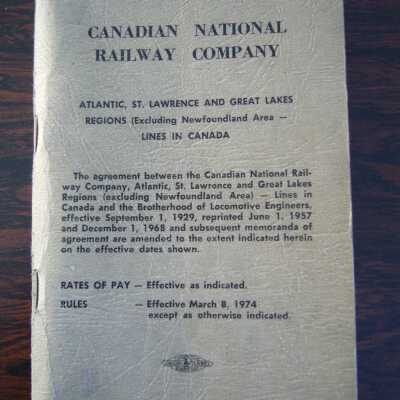 CANADIAN NATIONAL
RAILWAY COMPANY
ATLANTIC, ST. LAWRENCE AND GREAT LAKES
REGIONS (Excluding Newfoundland Area —
LINES IN CANADA
The agreement between the Canadian National Rail-
way Company, Atlantic, St. Lawrence and Great Lakes
Regions (excluding Newfoundland Area) — Lines in
Canada and the Brotherhood of Locomotive Engineers,
effective September 1, 1929, reprinted June 1, 1957
and December 1, 1968 and subsequent memoranda of
agreement are amended to the extent indicated herein
on the effective dates shown.
RATES OF PAY — Effective as indicated.
RULES — Effective March 8, 1974
except as otherwise indicated.